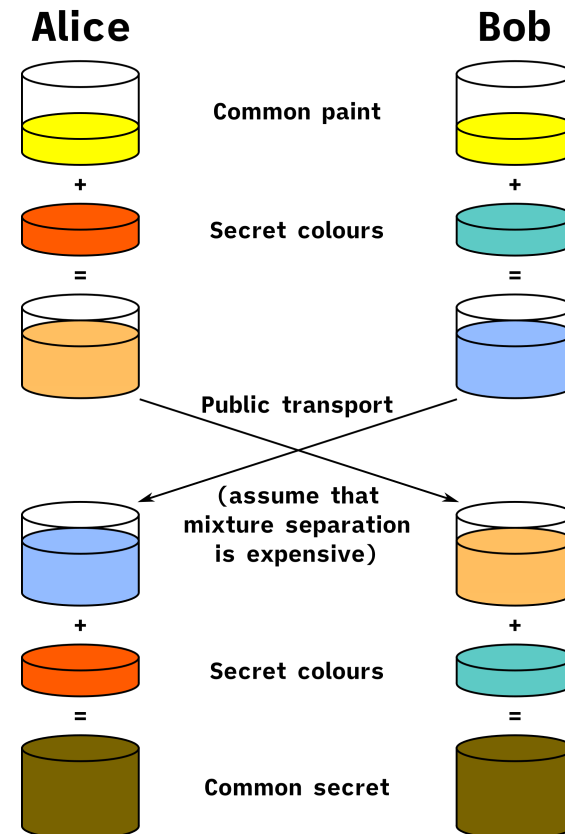 Alice Bob
Common paint
+ +
Secret colours
= =
Public transport
(assume that
mixture separation
is expensive)
+ +
Secret colours
= =
Common secret